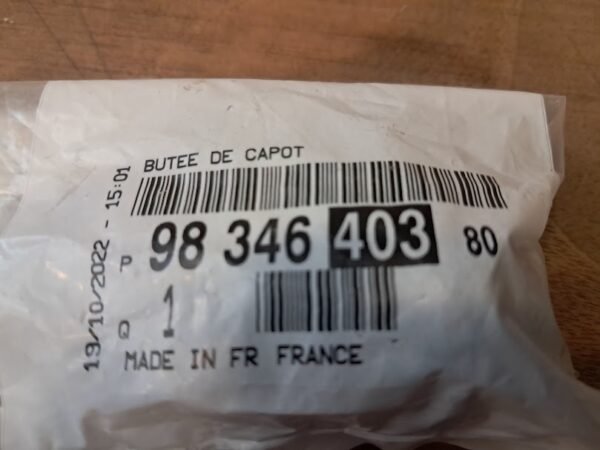 BUTEE DE CAPOT
P 98 346 403 80
Q 1
MADE IN FR FRANCE
19/10/2022 - 15:01